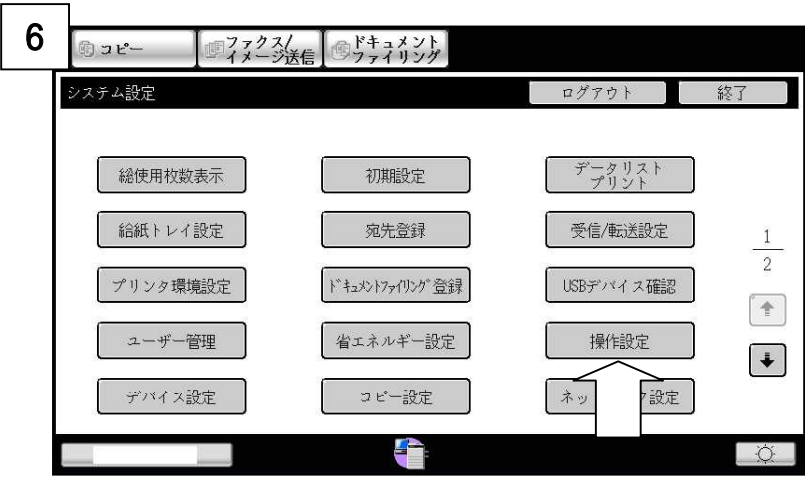 6
コピー
ファクス/
イメージ送信
ドキュメント
ファイリング
システム設定
ログアウト
終了
総使用枚数表示
初期設定
データリスト
プリント
給紙トレイ設定
宛先登録
受信/転送設定
プリンタ環境設定
ドキュメントファイリング登録
USBデバイス確認
ユーザー管理
省エネルギー設定
操作設定
デバイス設定
コピー設定
ネッ ク設定
1
2